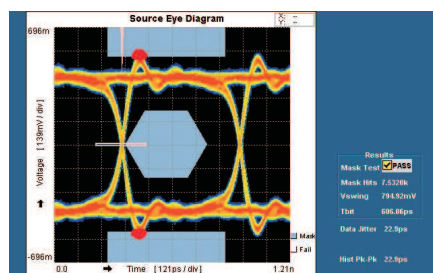 Source Eye Diagram
X: –
Y: –
696m
Voltage [139mV / div]
-696m
0.0
Time [121ps / div]
1.21n
Mask
Fail
Results
Mask Test PASS
Mask Hits 7.5320k
Vswing 794.92mV
Tbit 606.06ps
Data Jitter 22.9ps
Hist Pk-Pk 22.9ps